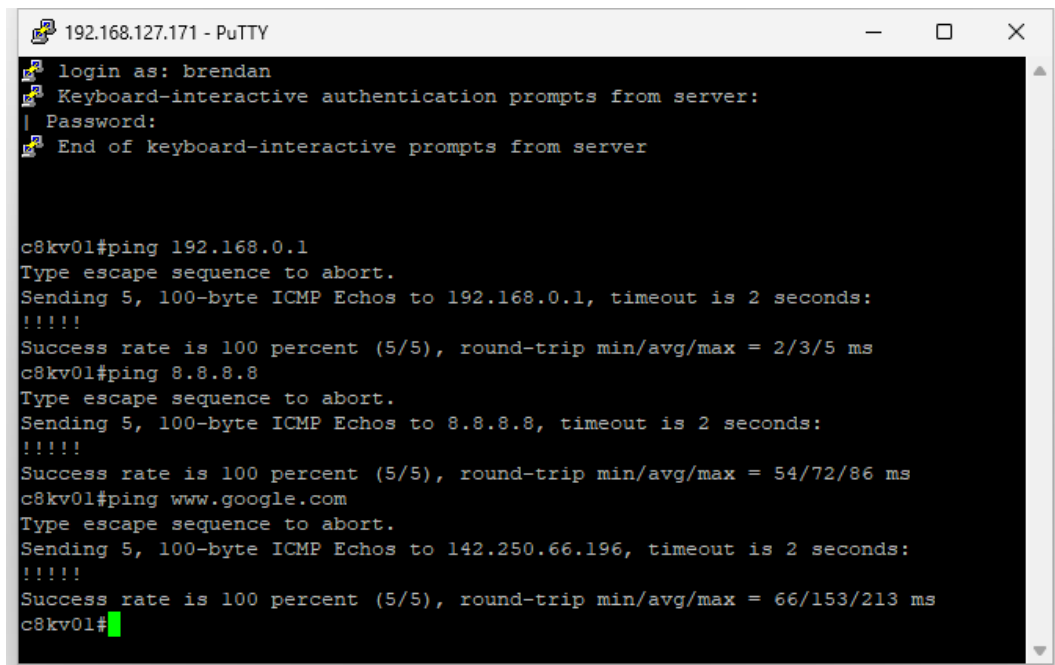 192.168.127.171 - PuTTY
login as: brendan
Keyboard-interactive authentication prompts from server:
| Password:
End of keyboard-interactive prompts from server
c8kv01#ping 192.168.0.1
Type escape sequence to abort.
Sending 5, 100-byte ICMP Echos to 192.168.0.1, timeout is 2 seconds:
!!!!!
Success rate is 100 percent (5/5), round-trip min/avg/max = 2/3/5 ms
c8kv01#ping 8.8.8.8
Type escape sequence to abort.
Sending 5, 100-byte ICMP Echos to 8.8.8.8, timeout is 2 seconds:
!!!!!
Success rate is 100 percent (5/5), round-trip min/avg/max = 54/72/86 ms
c8kv01#ping www.google.com
Type escape sequence to abort.
Sending 5, 100-byte ICMP Echos to 142.250.66.196, timeout is 2 seconds:
!!!!!
Success rate is 100 percent (5/5), round-trip min/avg/max = 66/153/213 ms
c8kv01#